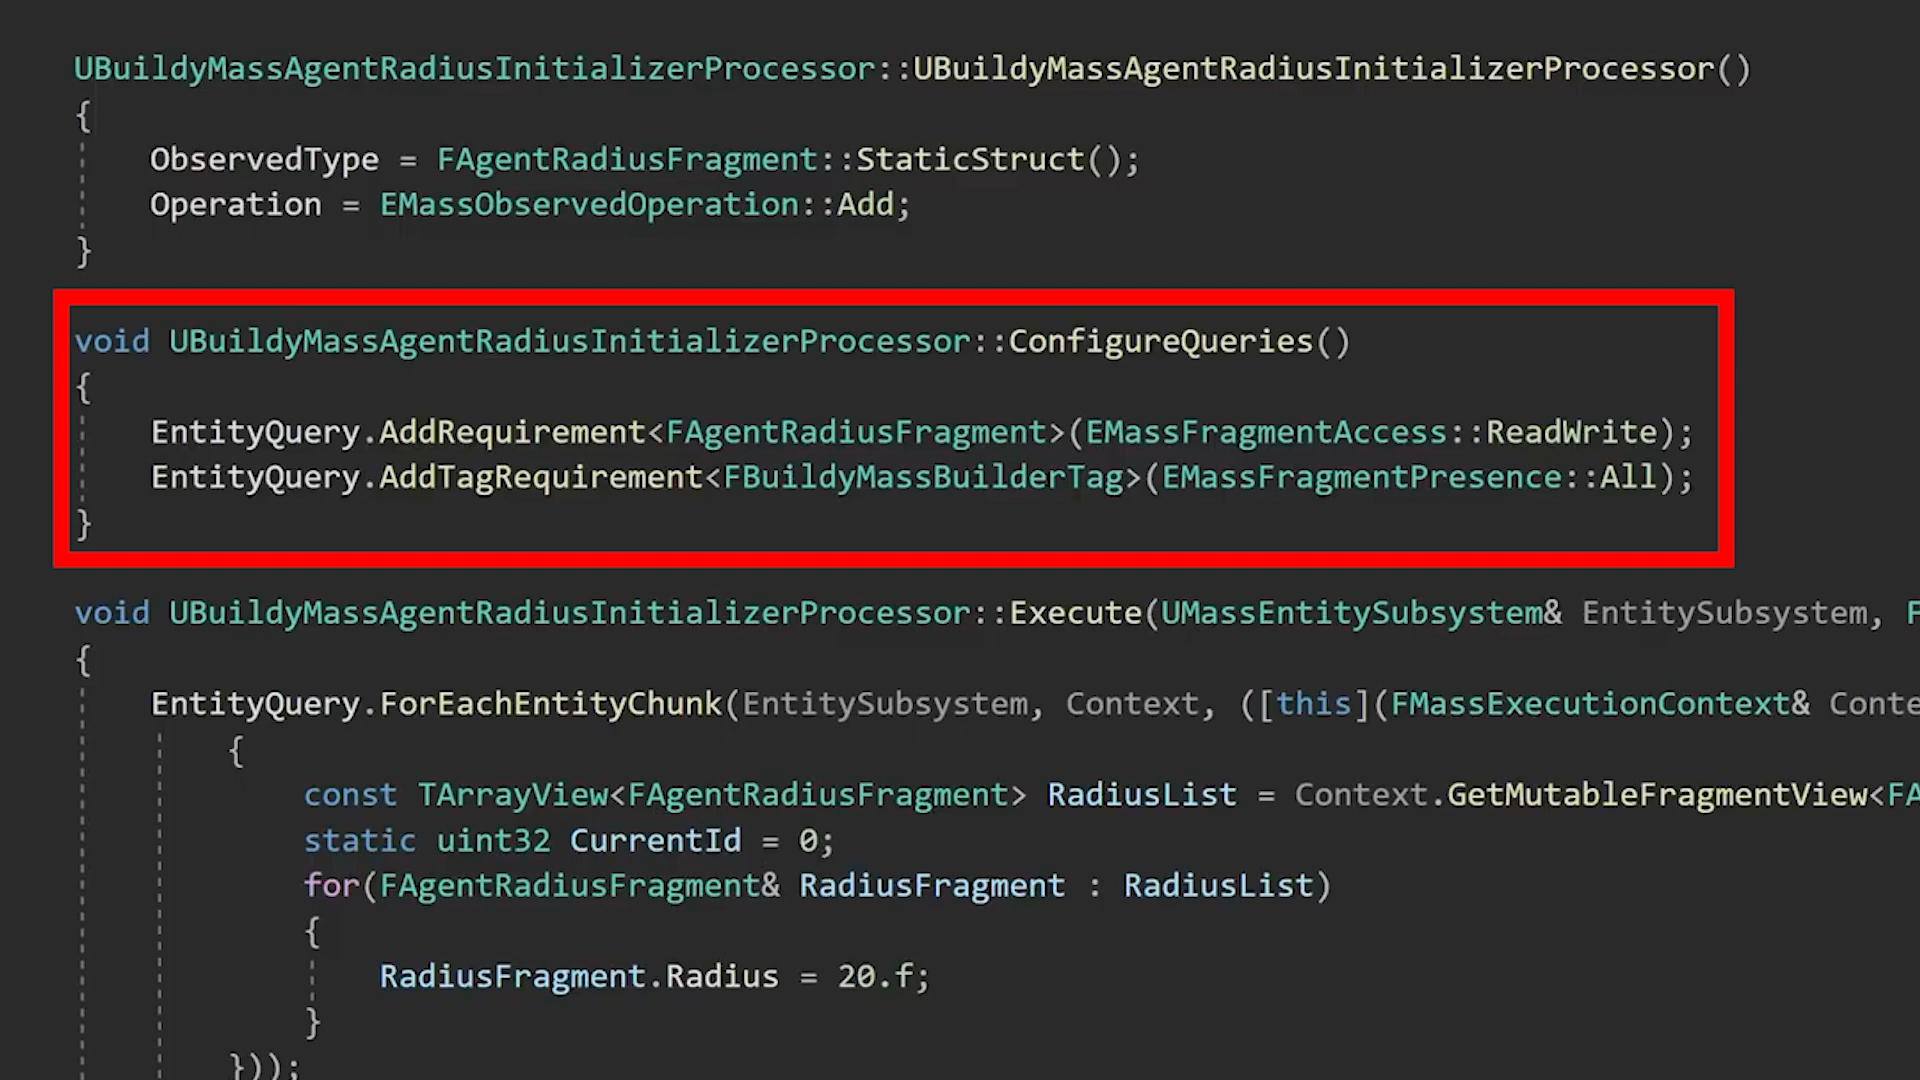 UBuildyMassAgentRadiusInitializerProcessor::UBuildyMassAgentRadiusInitializerProcessor()
{
ObservedType = FAgentRadiusFragment::StaticStruct();
Operation = EMassObservedOperation::Add;
}
void UBuildyMassAgentRadiusInitializerProcessor::ConfigureQueries()
{
EntityQuery.AddRequirement<FAgentRadiusFragment>(EMassFragmentAccess::ReadWrite);
EntityQuery.AddTagRequirement<FBuildyMassBuilderTag>(EMassFragmentPresence::All);
}
void UBuildyMassAgentRadiusInitializerProcessor::Execute(UMassEntitySubsystem& EntitySubsystem, F
{
EntityQuery.ForEachEntityChunk(EntitySubsystem, Context, ([this](FMassExecutionContext& Conte
{
const TArrayView<FAgentRadiusFragment> RadiusList = Context.GetMutableFragmentView<FA
static uint32 CurrentId = 0;
for(FAgentRadiusFragment& RadiusFragment : RadiusList)
{
RadiusFragment.Radius = 20.f;
}
}));